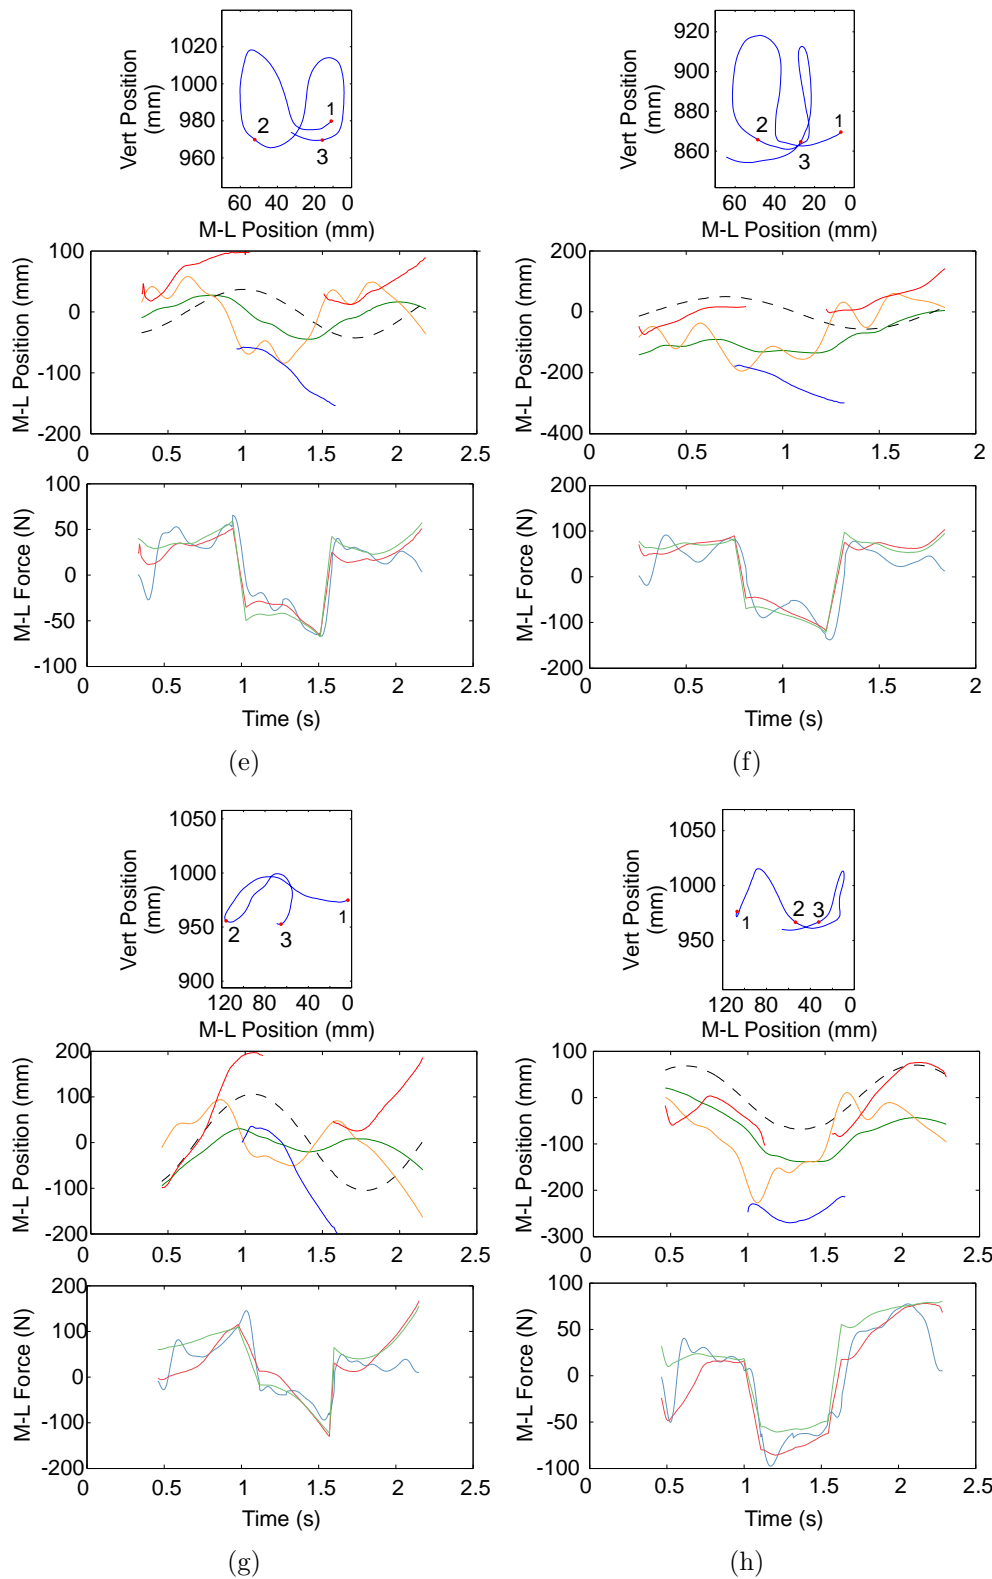 1020
1000
980
960
Vert Position
(mm)
1
2
3
60 40 20 0
M-L Position (mm)
920
900
880
860
Vert Position
(mm)
1
2
3
60 40 20 0
M-L Position (mm)
100
0
-100
-200
M-L Position (mm)
0 0.5 1 1.5 2 2.5
200
0
-200
-400
M-L Position (mm)
0 0.5 1 1.5 2
100
50
0
-50
-100
M-L Force (N)
0 0.5 1 1.5 2 2.5
Time (s)
(e)
200
100
0
-100
-200
M-L Force (N)
0 0.5 1 1.5 2
Time (s)
(f)
1050
1000
950
900
Vert Position
(mm)
1
2
3
120 80 40 0
M-L Position (mm)
1050
1000
950
Vert Position
(mm)
1
2 3
120 80 40 0
M-L Position (mm)
200
100
0
-100
-200
M-L Position (mm)
0 0.5 1 1.5 2 2.5
100
0
-100
-200
-300
M-L Position (mm)
0 0.5 1 1.5 2 2.5
200
100
0
-100
-200
M-L Force (N)
0 0.5 1 1.5 2 2.5
Time (s)
(g)
100
50
0
-50
-100
M-L Force (N)
0 0.5 1 1.5 2 2.5
Time (s)
(h)